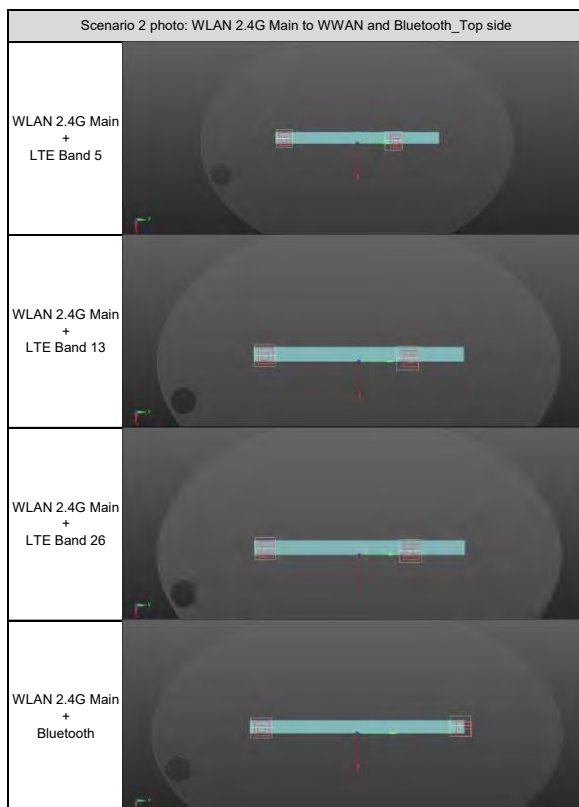 Scenario 2 photo: WLAN 2.4G Main to WWAN and Bluetooth_Top side
WLAN 2.4G Main
+
LTE Band 5
WLAN 2.4G Main
+
LTE Band 13
WLAN 2.4G Main
+
LTE Band 26
WLAN 2.4G Main
+
Bluetooth